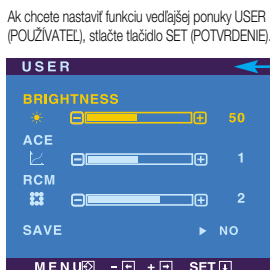 Ak chcete nastaviť funkciu vedľajšej ponuky USER
(POUŽÍVATEĽ), stlačte tlačidlo SET (POTVRDENIE).
USER
BRIGHTNESS
50
ACE
1
RCM
2
SAVE NO
MENU - + SET